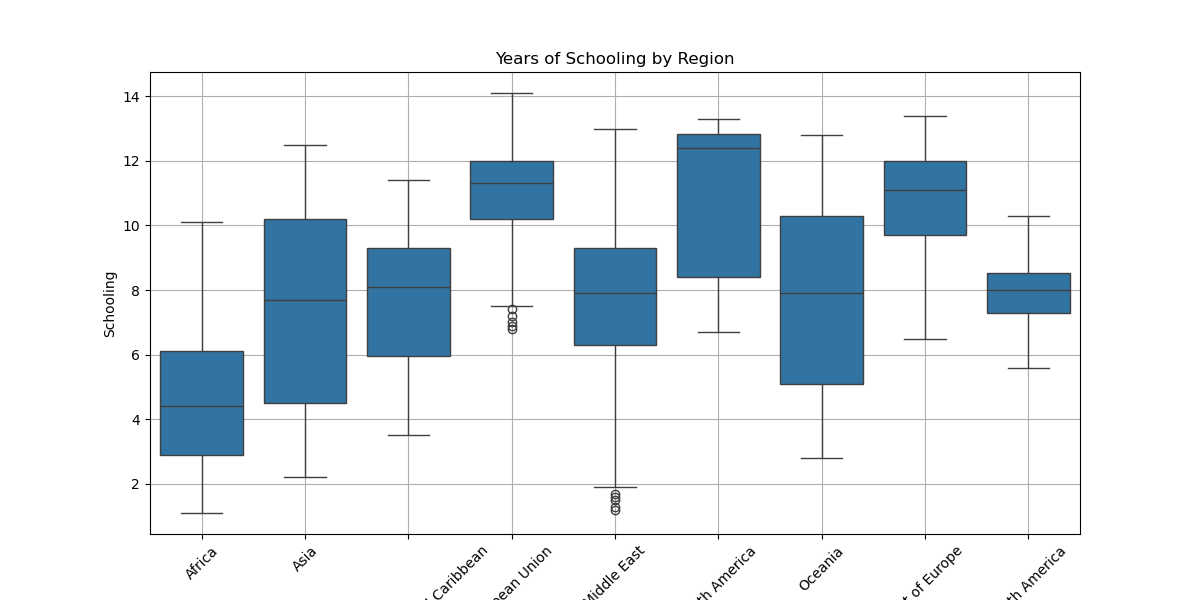 Years of Schooling by Region
14
12
10
8
6
4
2
Schooling
Africa
Asia
Caribbean
Union
Middle East
America
Oceania
of Europe
America